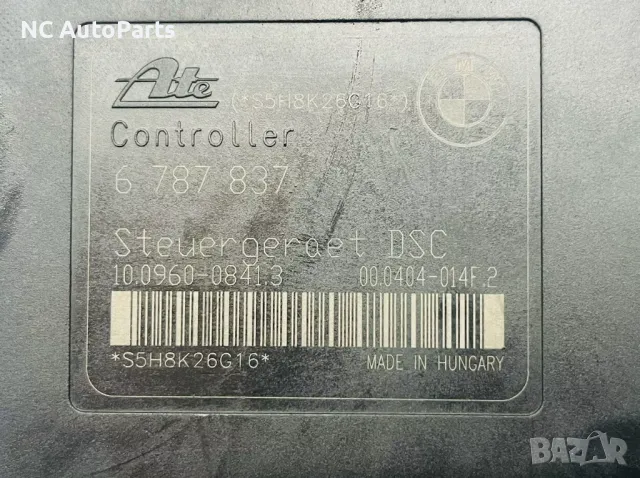 NC AutoParts
Ate
(*S5H8K26G16*)
Controller
6 787 837
Steuergeraet DSC
10.0960-0841.3 00.0404-014F.2
*S5H8K26G16* MADE IN HUNGARY
BAZAR